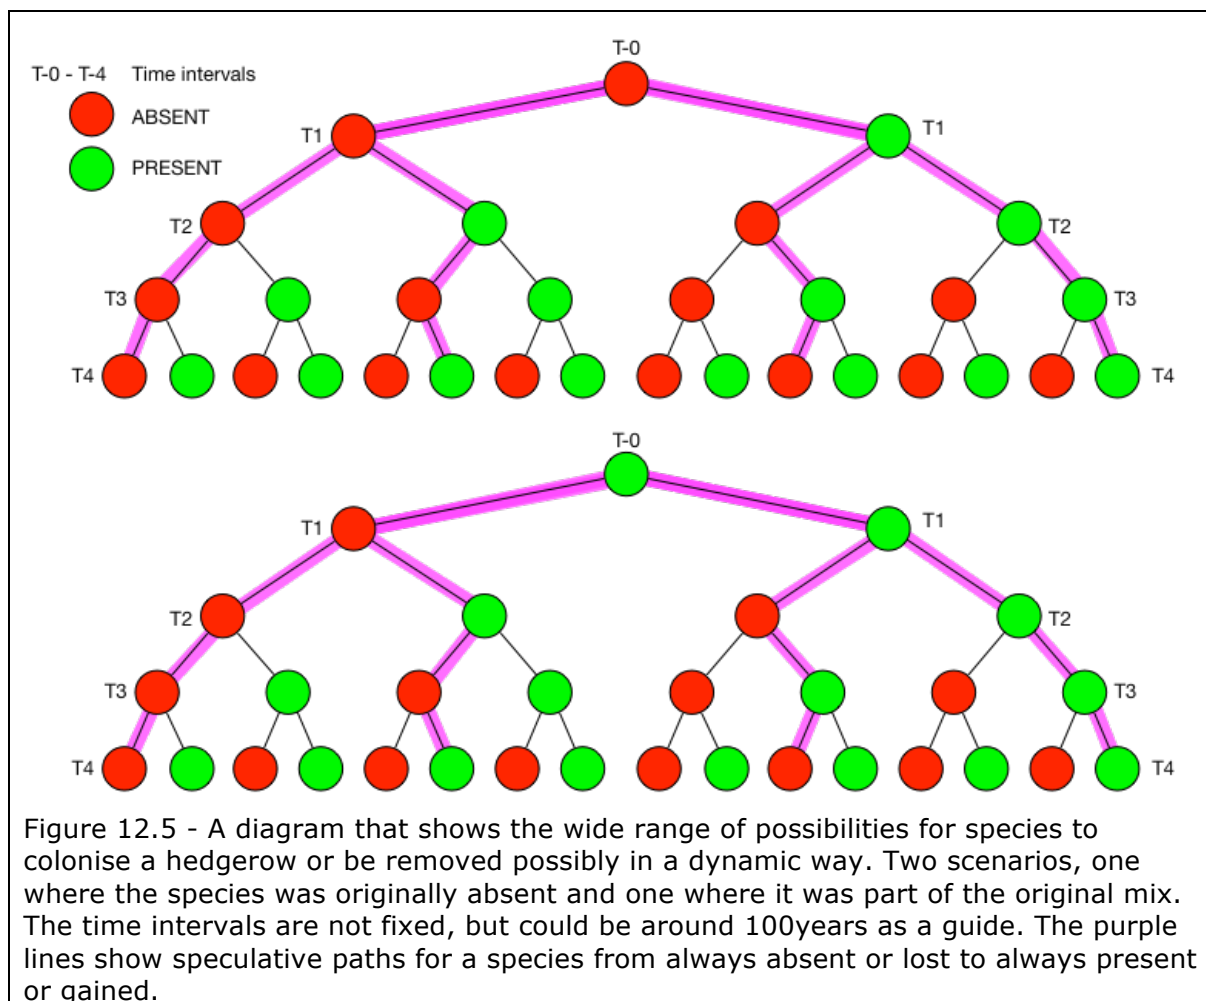 T-0
T-0 - T-4 Time intervals
ABSENT
T1
T1
PRESENT
T2
T2
T3
T3
T4
T4
T-0
T1
T1
T2
T2
T3
T3
T4
T4
Figure 12.5 - A diagram that shows the wide range of possibilities for species to
colonise a hedgerow or be removed possibly in a dynamic way. Two scenarios, one
where the species was originally absent and one where it was part of the original mix.
The time intervals are not fixed, but could be around 100years as a guide. The purple
lines show speculative paths for a species from always absent or lost to always present
or gained.